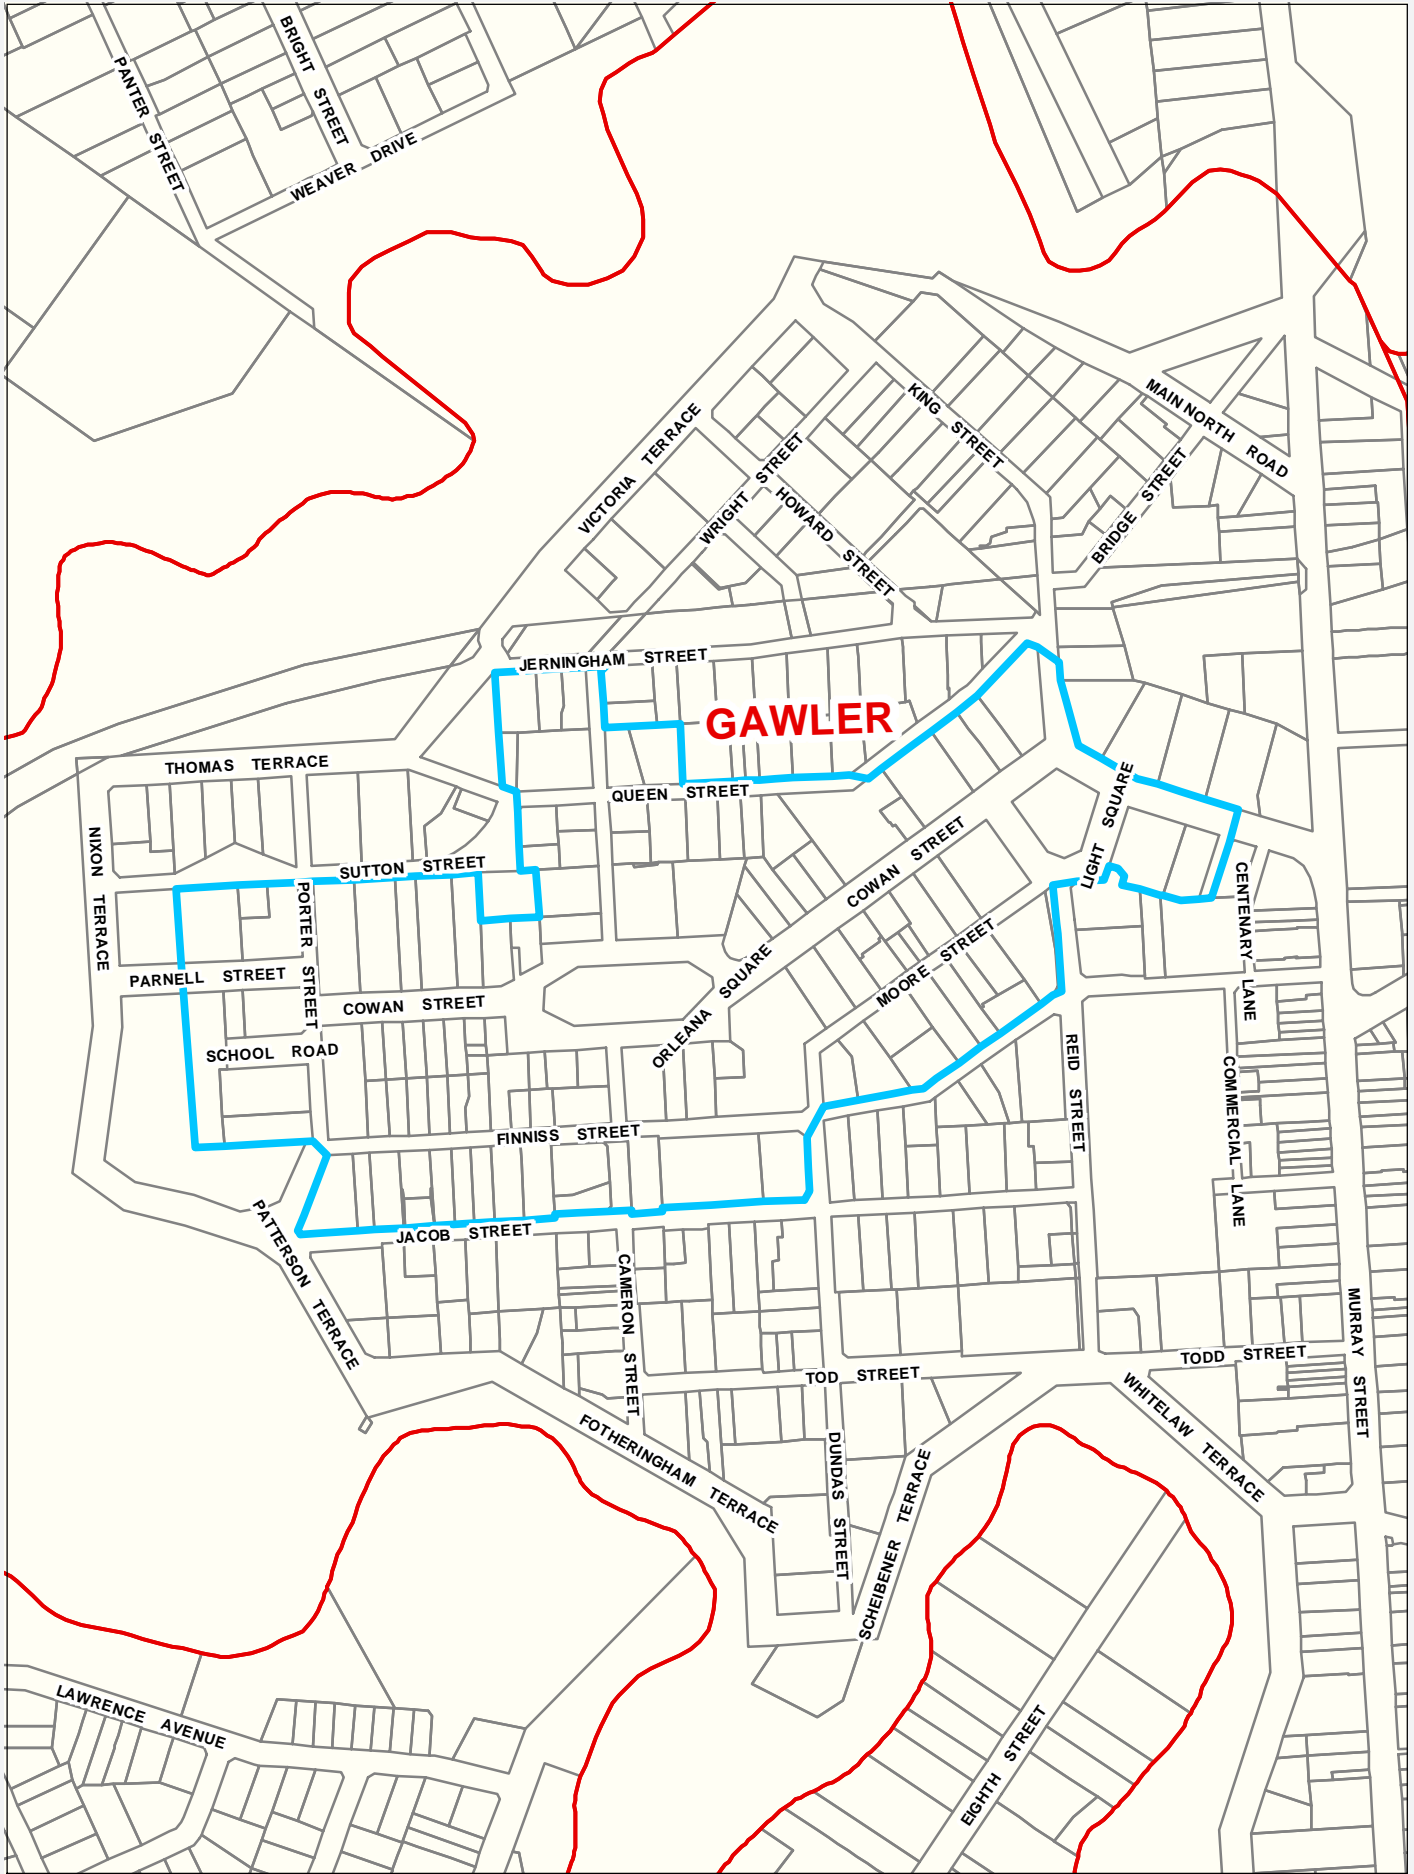 BRIGHT STREET
PANTER STREET
WEAVER DRIVE
MAIN NORTH ROAD
KING STREET
VICTORIA TERRACE
WRIGHT STREET
BRIDGE STREET
HOWARD STREET
JERNINGHAM STREET
GAWLER
THOMAS TERRACE
QUEEN STREET
LIGHT SQUARE
NIXON TERRACE
COWAN STREET
SUTTON STREET
CENTENARY LANE
PORTER STREET
MOORE STREET
PARNELL STREET
ORLEANA SQUARE
COWAN STREET
SCHOOL ROAD
REID STREET
COMMERCIAL LANE
FINNISS STREET
PATTERSON TERRACE
JACOB STREET
CAMERON STREET
MURRAY STREET
TODD STREET
TOD STREET
WHITELAW TERRACE
FOTHERINGHAM TERRACE
DUNDAS STREET
SCHEIBENER TERRACE
LAWRENCE AVENUE
EIGHTH STREET